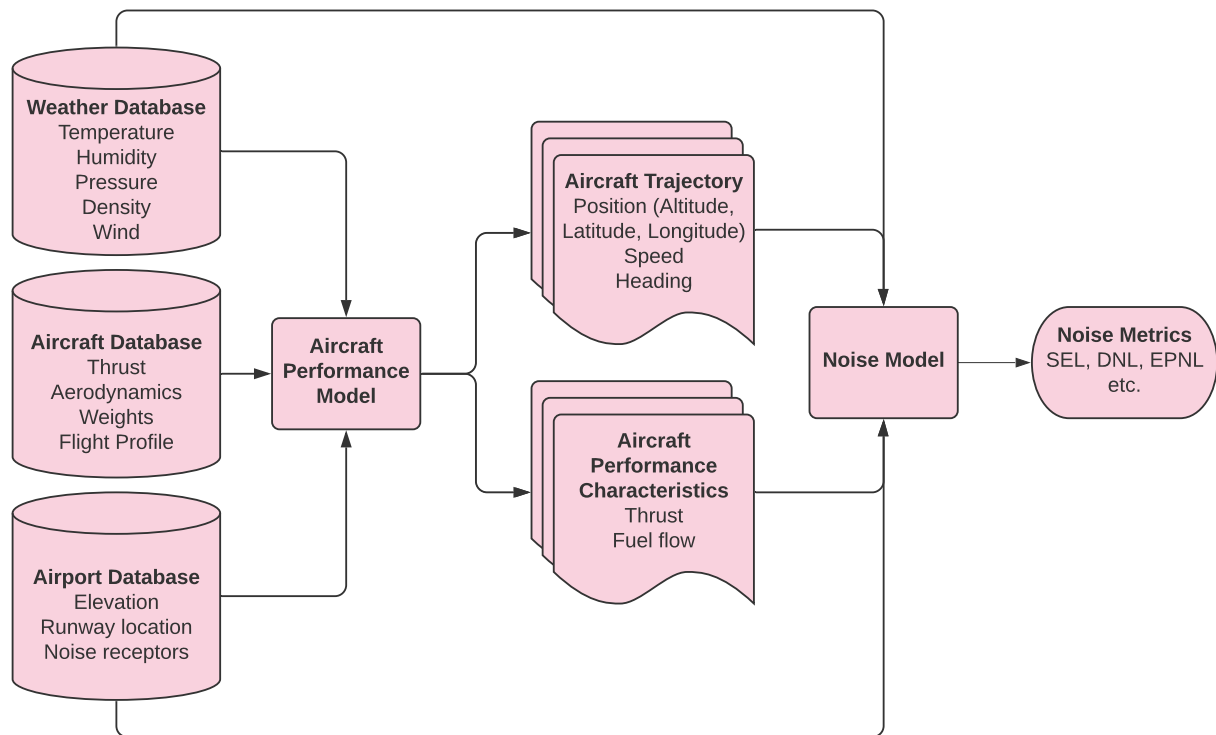 Weather Database
Temperature
Humidity
Pressure
Density
Wind
Aircraft Database
Thrust
Aerodynamics
Weights
Flight Profile
Airport Database
Elevation
Runway location
Noise receptors
Aircraft
Performance
Model
Aircraft Trajectory
Position (Altitude,
Latitude, Longitude)
Speed
Heading
Aircraft
Performance
Characteristics
Thrust
Fuel flow
Noise Model
Noise Metrics
SEL, DNL, EPNL
etc.